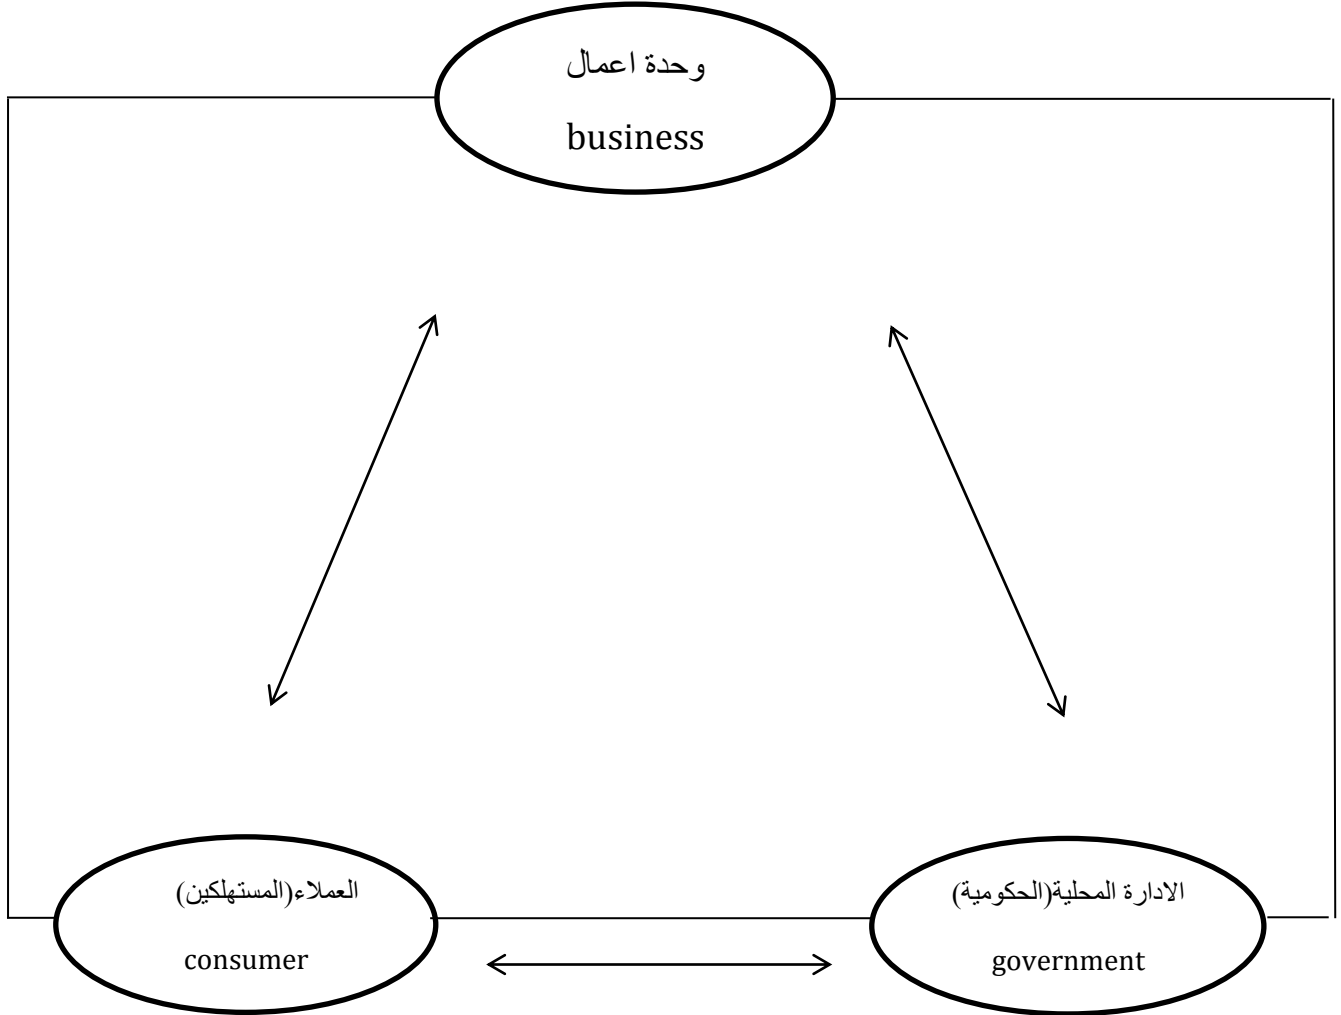 وحدة اعمال
business
العملاء(المستهلكين)
consumer
الادارة المحلية(الحكومية)
government